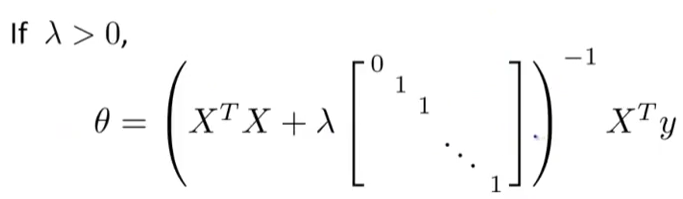 If λ > 0,
θ = ( X^T X + λ [ 0 1 1 ⋱ 1 ] )^{-1} X^T y